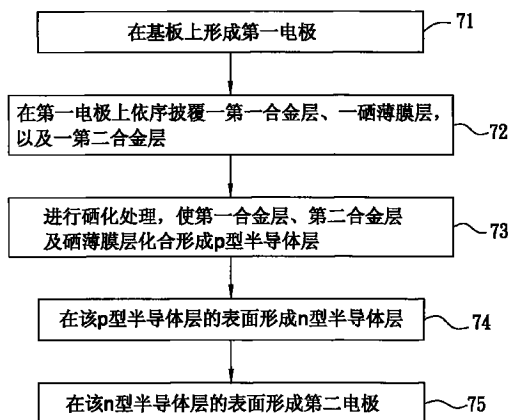 在基板上形成第一电极
71
在第一电极上依序披覆一第一合金层、一硒薄膜层，
以及一第二合金层
72
进行硒化处理，使第一合金层、第二合金层
及硒薄膜层化合形成p型半导体层
73
在该p型半导体层的表面形成n型半导体层
74
在该n型半导体层的表面形成第二电极
75